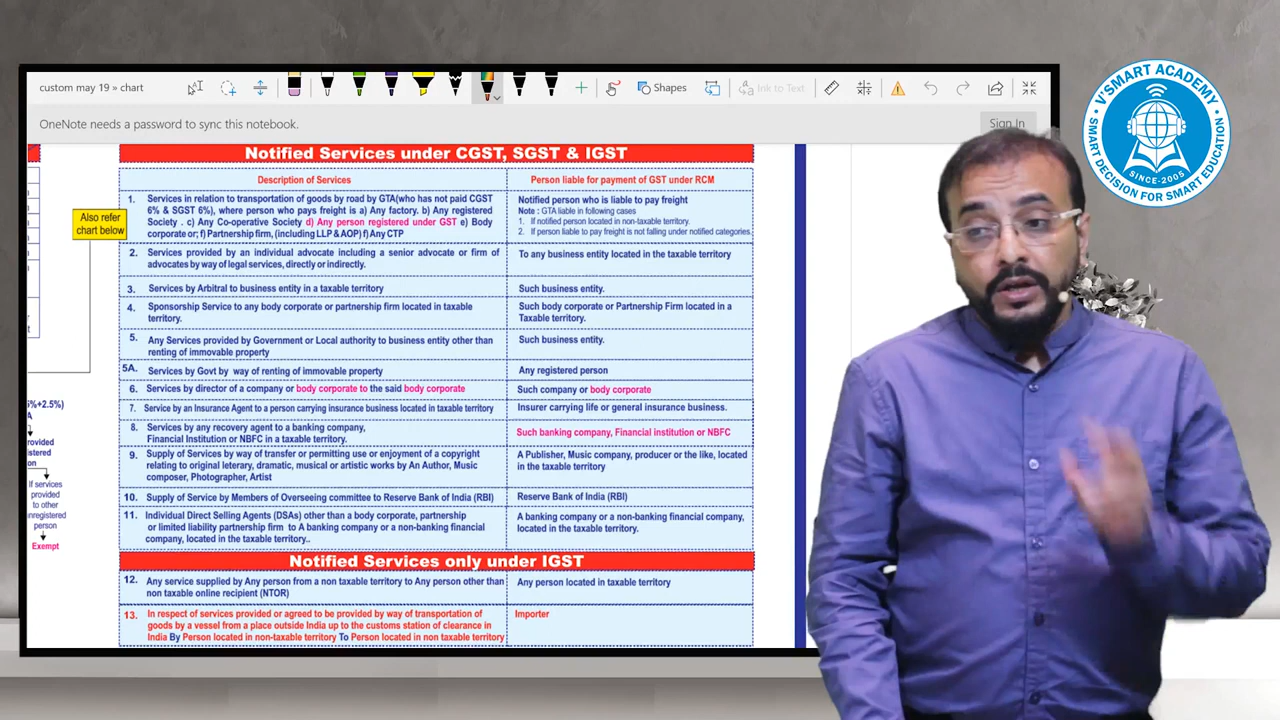 custom may 19 » chart
Shapes
Ink to Text
OneNote needs a password to sync this notebook.
Sign In
V'SMART ACADEMY
SMART DECISION FOR SMART EDUCATION
SINCE-2005
Notified Services under CGST, SGST & IGST
Description of Services
Person liable for payment of GST under RCM
1. Services in relation to transportation of goods by road by GTA(who has not paid CGST
6% & SGST 6%), where person who pays freight is a) Any factory. b) Any registered
Society . c) Any Co-operative Society d) Any person registered under GST e) Body
corporate or; f) Partnership firm, (including LLP & AOP) f) Any CTP
Notified person who is liable to pay freight
Note : GTA liable in following cases
1. If notified person located in non-taxable territory.
2. If person liable to pay freight is not falling under notified categories.
Also refer
chart below
2. Services provided by an individual advocate including a senior advocate or firm of
advocates by way of legal services, directly or indirectly.
To any business entity located in the taxable territory
3. Services by Arbitral to business entity in a taxable territory
Such business entity.
4. Sponsorship Service to any body corporate or partnership firm located in taxable
territory.
Such body corporate or Partnership Firm located in a
Taxable territory.
5. Any Services provided by Government or Local authority to business entity other than
renting of immovable property
Such business entity.
5A. Services by Govt by way of renting of immovable property
Any registered person
6. Services by director of a company or body corporate to the said body corporate
Such company or body corporate
7. Service by an Insurance Agent to a person carrying insurance business located in taxable territory
Insurer carrying life or general insurance business.
8. Services by any recovery agent to a banking company,
Financial Institution or NBFC in a taxable territory.
Such banking company, Financial institution or NBFC
9. Supply of Services by way of transfer or permitting use or enjoyment of a copyright
relating to original leterary, dramatic, musical or artistic works by An Author, Music
composer, Photographer, Artist
A Publisher, Music company, producer or the like, located
in the taxable territory
10. Supply of Service by Members of Overseeing committee to Reserve Bank of India (RBI)
Reserve Bank of India (RBI)
11. Individual Direct Selling Agents (DSAs) other than a body corporate, partnership
or limited liability partnership firm to A banking company or a non-banking financial
company, located in the taxable territory..
A banking company or a non-banking financial company,
located in the taxable territory.
Notified Services only under IGST
12. Any service supplied by Any person from a non taxable territory to Any person other than
non taxable online recipient (NTOR)
Any person located in taxable territory
13. In respect of services provided or agreed to be provided by way of transportation of
goods by a vessel from a place outside India up to the customs station of clearance in
India By Person located in non-taxable territory To Person located in non taxable territory
Importer
5%+2.5%)
If services
provided
to other
unregistered
person
Exempt